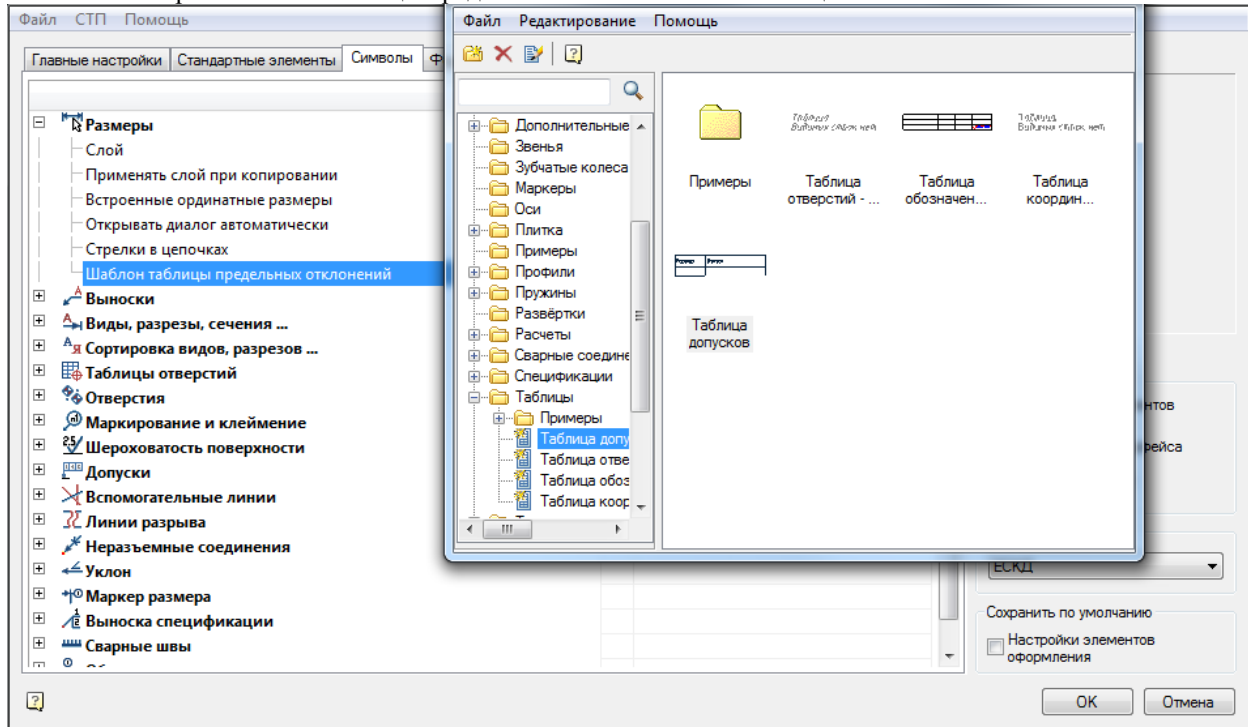 Файл СТП Помощь
Главные настройки Стандартные элементы Символы Ф
Размеры
Слой
Применять слой при копировании
Встроенные ординатные размеры
Открывать диалог автоматически
Стрелки в цепочках
Шаблон таблицы предельных отклонений
Выноски
Виды, разрезы, сечения ...
Сортировка видов, разрезов ...
Таблицы отверстий
Отверстия
Маркирование и клеймение
Шероховатость поверхности
Допуски
Вспомогательные линии
Линии разрыва
Неразъемные соединения
Уклон
Маркер размера
Выноска спецификации
Сварные швы
Файл Редактирование Помощь
Дополнительные
Звенья
Зубчатые колеса
Маркеры
Оси
Плитка
Примеры
Профили
Пружины
Развёртки
Расчеты
Сварные соедине
Спецификации
Таблицы
Примеры
Таблица допу
Таблица отве
Таблица обоз
Таблица коор
Примеры
Таблица
отверстий - ...
Таблица
обозначен...
Таблица
координ...
Таблица
допусков
нтов
рейса
ЕСКД
Сохранить по умолчанию
Настройки элементов
оформления
OK Отмена